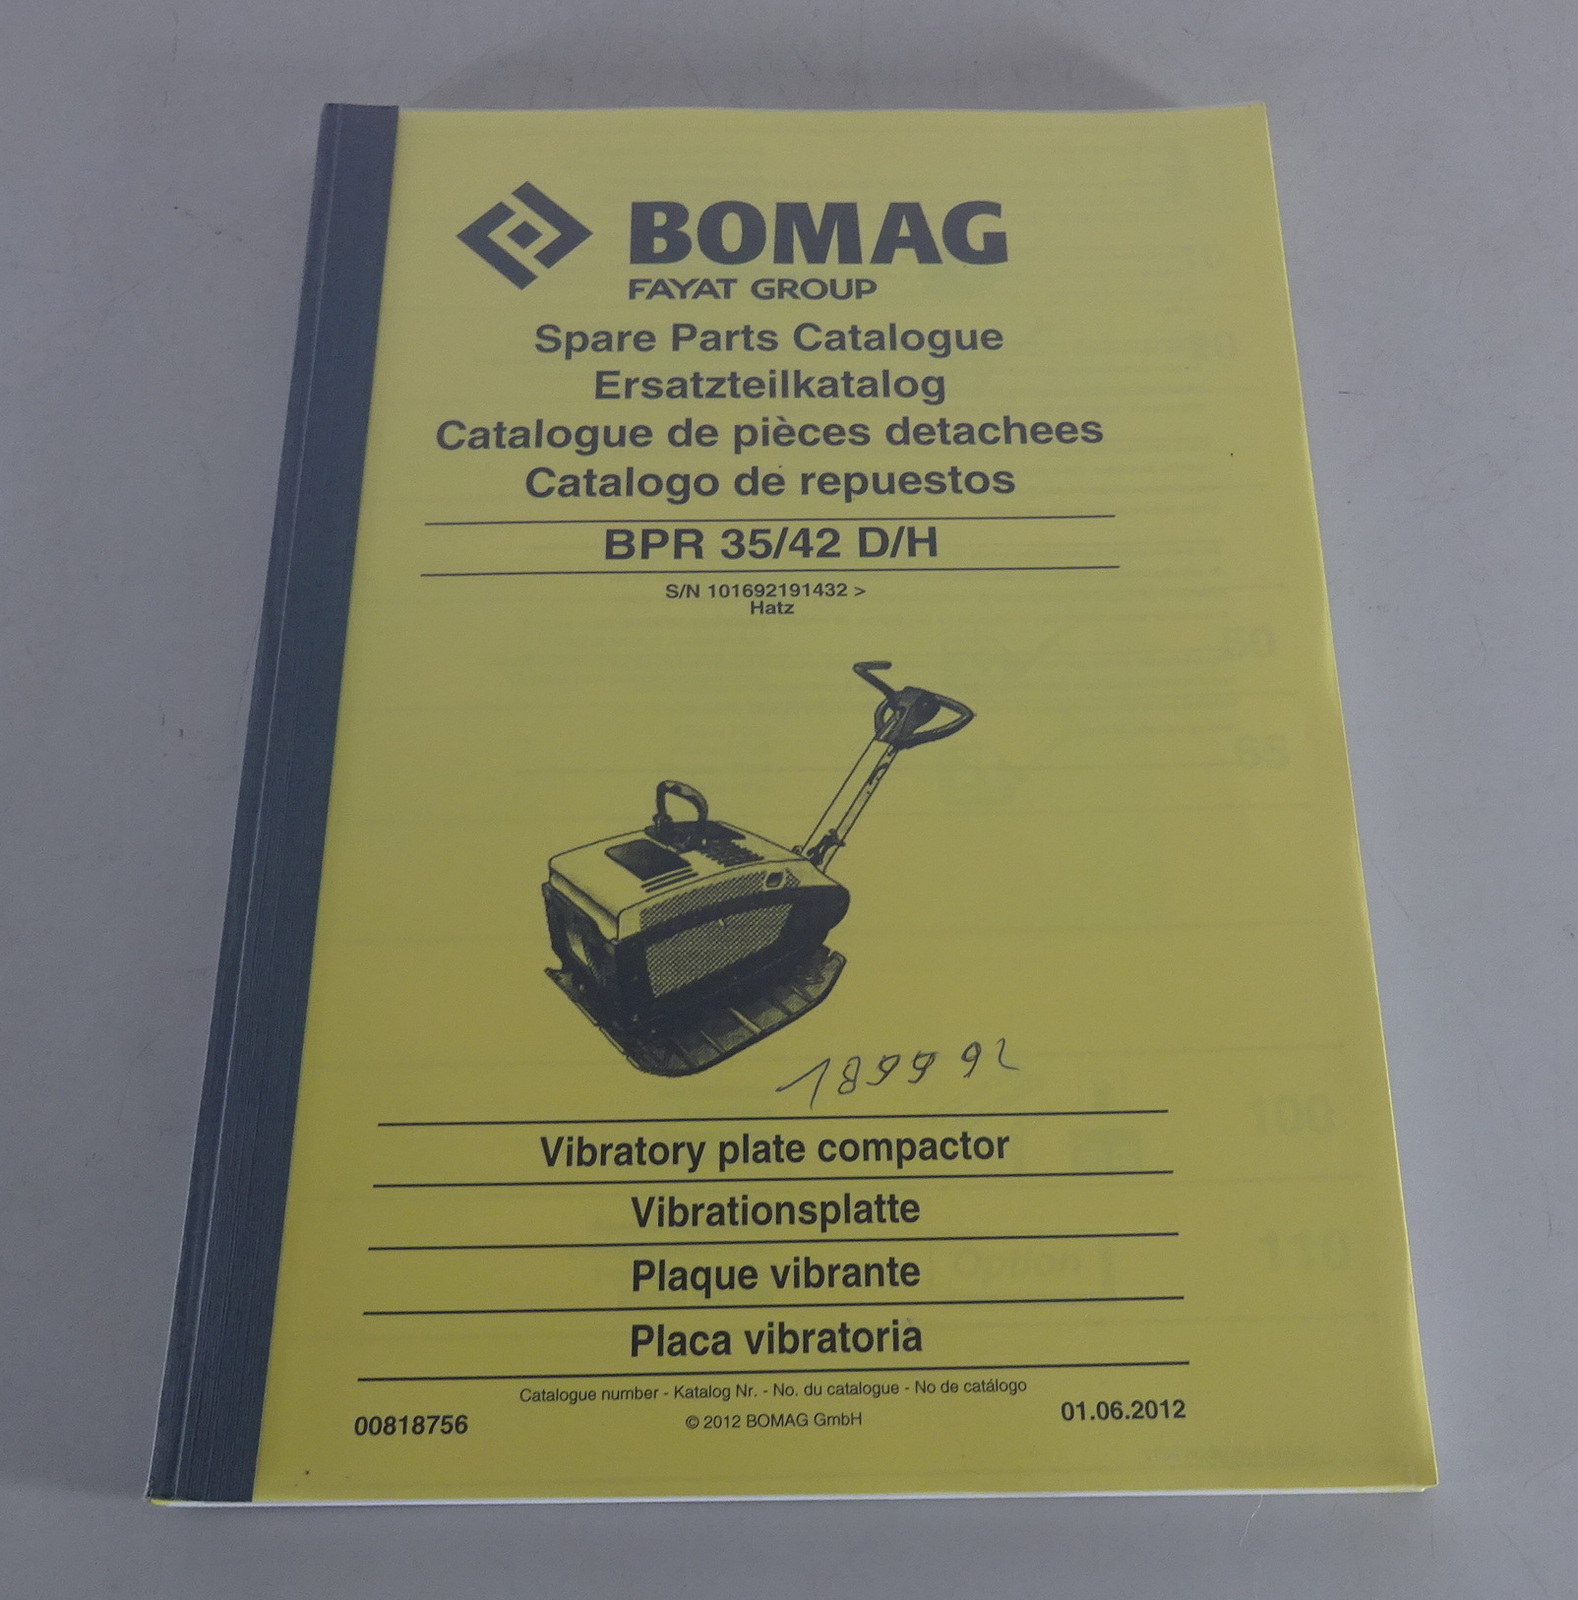 BOMAG
FAYAT GROUP
Spare Parts Catalogue
Ersatzteilkatalog
Catalogue de pièces detachees
Catalogo de repuestos
BPR 35/42 D/H
S/N 101692191432 >
Hatz
189992
Vibratory plate compactor
Vibrationsplatte
Plaque vibrante
Placa vibratoria
Catalogue number - Katalog Nr. - No. du catalogue - No de catálogo
00818756 © 2012 BOMAG GmbH 01.06.2012